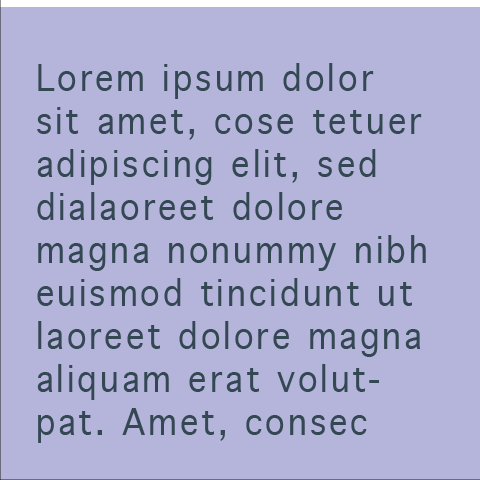 Lorem ipsum dolor
sit amet, cose tetuer
adipiscing elit, sed
dialaoreet dolore
magna nonummy nibh
euismod tincidunt ut
laoreet dolore magna
aliquam erat volut-
pat. Amet, consec